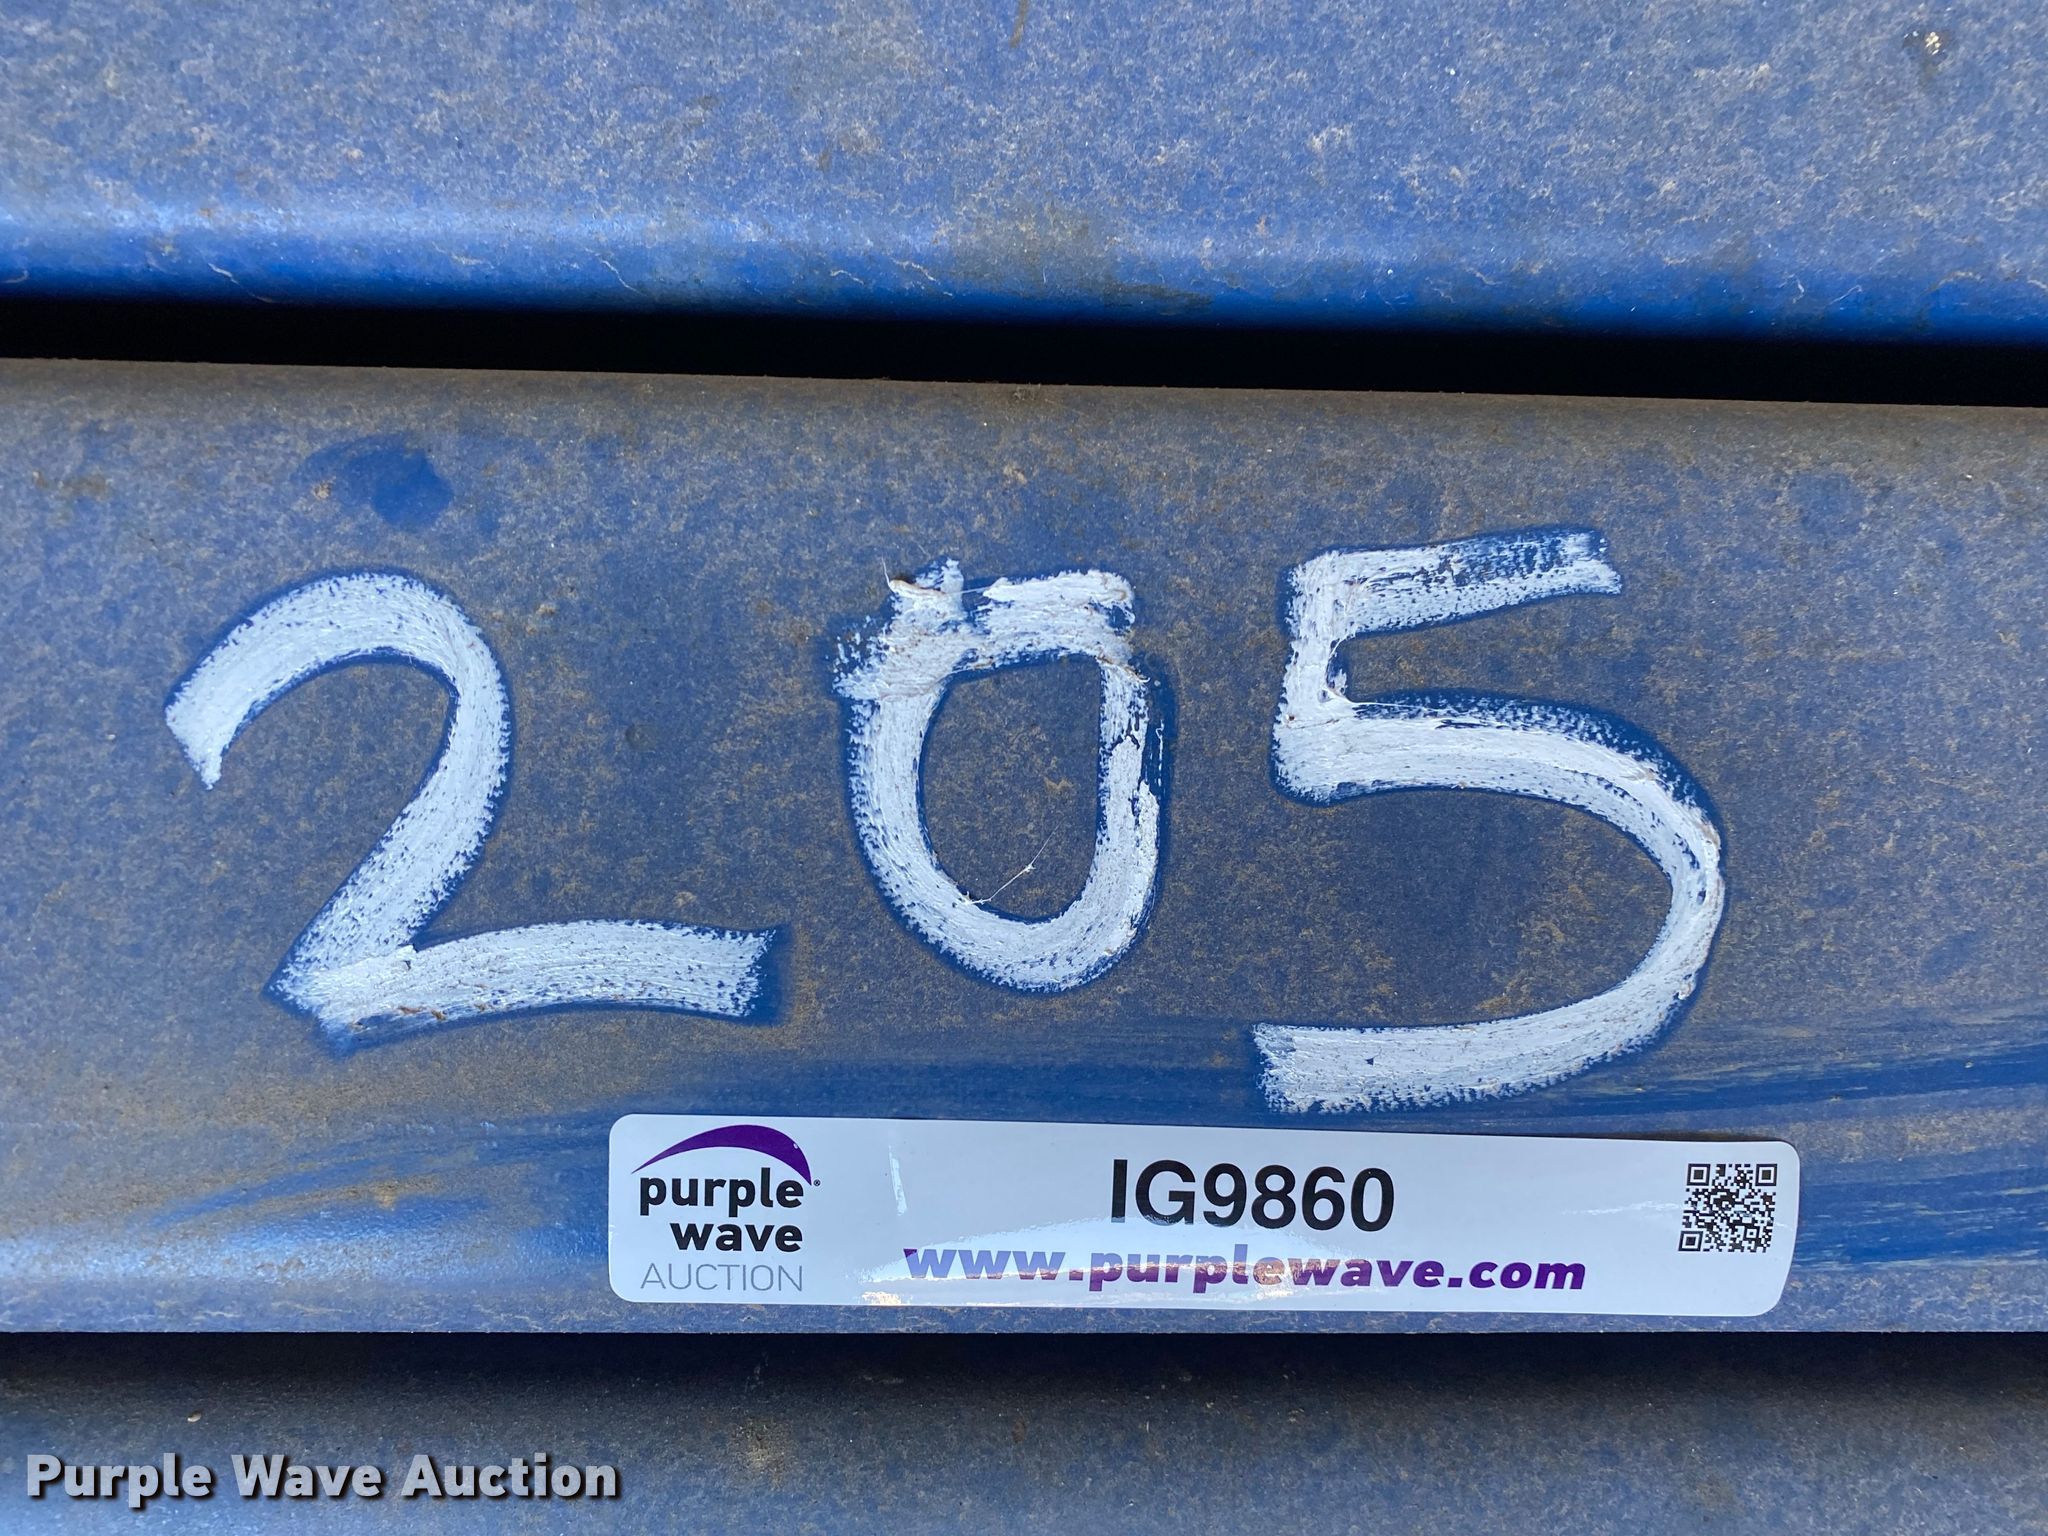 205
purple
wave
AUCTION
IG9860
www.purplewave.com
Purple Wave Auction